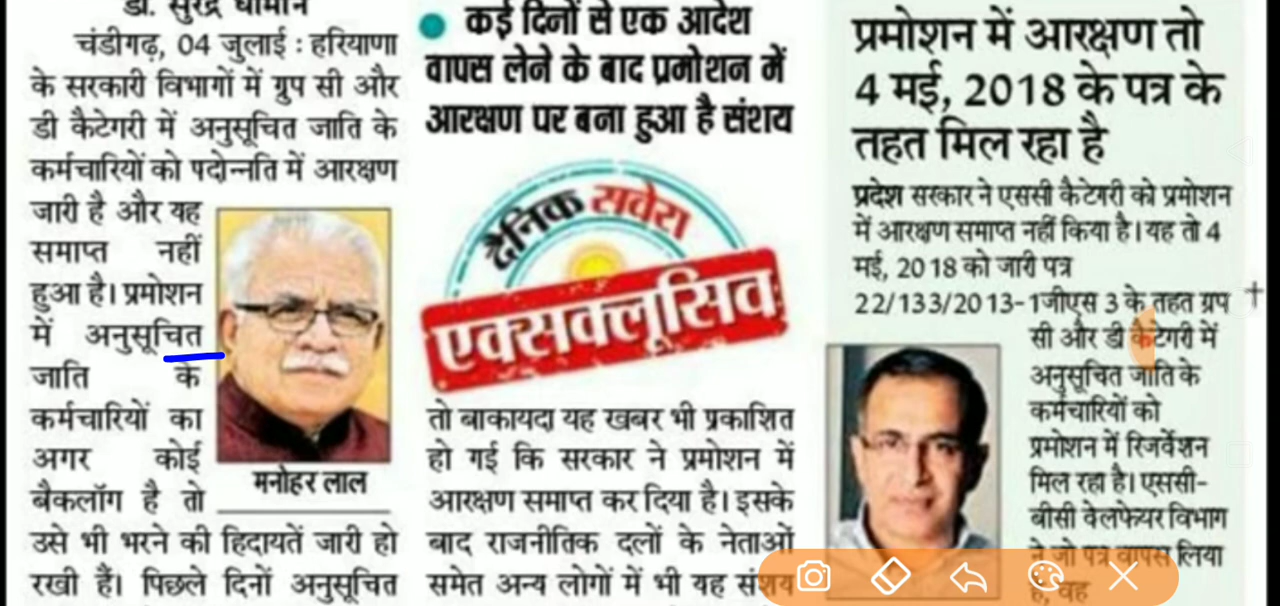 डा. सुरेंद्र धीमान
चंडीगढ़, 04 जुलाई : हरियाणा
के सरकारी विभागों में ग्रुप सी और
डी कैटेगरी में अनुसूचित जाति के
कर्मचारियों को पदोन्नति में आरक्षण
जारी है और यह
समाप्त नहीं
हुआ है। प्रमोशन
में अनुसूचित
जाति के
कर्मचारियों का
अगर कोई
बैकलॉग है तो
उसे भी भरने की हिदायतें जारी हो
रखी हैं। पिछले दिनों अनुसूचित
मनोहर लाल
कई दिनों से एक आदेश
वापस लेने के बाद प्रमोशन में
आरक्षण पर बना हुआ है संशय
दैनिक सवेरा
एक्सक्लूसिव
तो बाकायदा यह खबर भी प्रकाशित
हो गई कि सरकार ने प्रमोशन में
आरक्षण समाप्त कर दिया है। इसके
बाद राजनीतिक दलों के नेताओं
समेत अन्य लोगों में भी यह संशय
प्रमोशन में आरक्षण तो
4 मई, 2018 के पत्र के
तहत मिल रहा है
प्रदेश सरकार ने एससी कैटेगरी को प्रमोशन
में आरक्षण समाप्त नहीं किया है। यह तो 4
मई, 2018 को जारी पत्र
22/133/2013-1जीएस 3 के तहत ग्रुप
सी और डी कैटेगरी में
अनुसूचित जाति के
कर्मचारियों को
प्रमोशन में रिजर्वेशन
मिल रहा है। एससी-
बीसी वेलफेयर विभाग
ने जो पत्र वापस लिया
है, वह